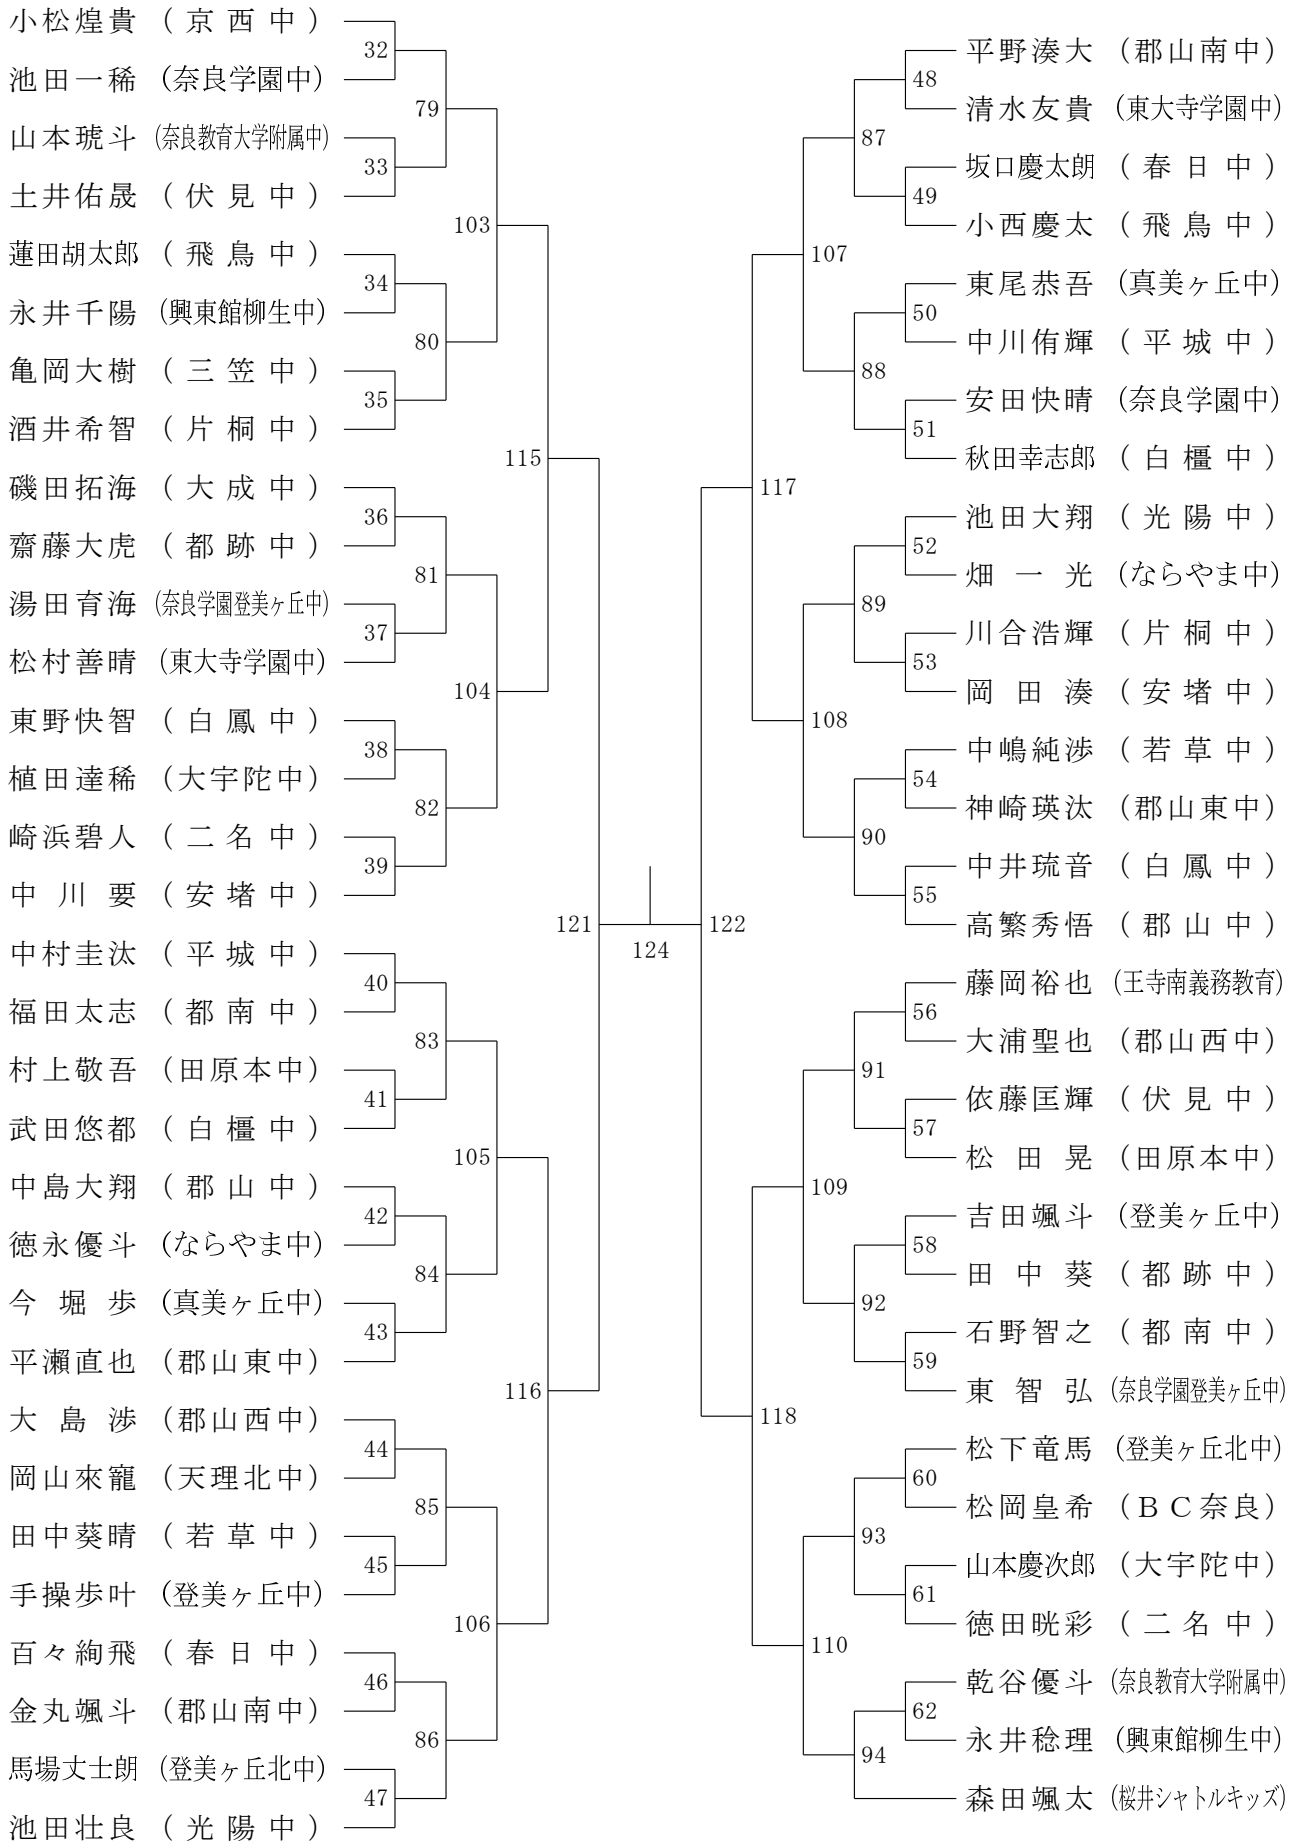 小松煌貴 (京西中)
32
池田一稀 (奈良学園中)
79
山本琥斗 (奈良教育大学附属中)
33
土井佑晟 (伏見中)
103
蓮田胡太郎 (飛鳥中)
34
永井千陽 (興東館柳生中)
80
亀岡大樹 (三笠中)
35
酒井希智 (片桐中)
115
磯田拓海 (大成中)
36
齋藤大虎 (都跡中)
81
湯田育海 (奈良学園登美ヶ丘中)
37
松村善晴 (東大寺学園中)
104
東野快智 (白鳳中)
38
植田達稀 (大宇陀中)
82
崎浜碧人 (二名中)
39
中川要 (安堵中)
121
中村圭汰 (平城中)
40
福田太志 (都南中)
83
村上敬吾 (田原本中)
41
武田悠都 (白橿中)
105
中島大翔 (郡山中)
42
徳永優斗 (ならやま中)
84
今堀歩 (真美ヶ丘中)
43
平瀬直也 (郡山東中)
116
大島渉 (郡山西中)
44
岡山來寵 (天理北中)
85
田中葵晴 (若草中)
45
手操歩叶 (登美ヶ丘中)
106
百々絢飛 (春日中)
46
金丸颯斗 (郡山南中)
86
馬場丈士朗 (登美ヶ丘北中)
47
池田壮良 (光陽中)
124
平野湊大 (郡山南中)
48
清水友貴 (東大寺学園中)
87
坂口慶太朗 (春日中)
49
小西慶太 (飛鳥中)
107
東尾恭吾 (真美ヶ丘中)
50
中川侑輝 (平城中)
88
安田快晴 (奈良学園中)
51
秋田幸志郎 (白橿中)
117
池田大翔 (光陽中)
52
畑一光 (ならやま中)
89
川合浩輝 (片桐中)
53
岡田湊 (安堵中)
108
中嶋純渉 (若草中)
54
神崎瑛汰 (郡山東中)
90
中井琉音 (白鳳中)
55
高繁秀悟 (郡山中)
122
藤岡裕也 (王寺南義務教育)
56
大浦聖也 (郡山西中)
91
依藤匡輝 (伏見中)
57
松田晃 (田原本中)
109
吉田颯斗 (登美ヶ丘中)
58
田中葵 (都跡中)
92
石野智之 (都南中)
59
東智弘 (奈良学園登美ヶ丘中)
118
松下竜馬 (登美ヶ丘北中)
60
松岡皇希 (ＢＣ奈良)
93
山本慶次郎 (大宇陀中)
61
徳田晄彩 (二名中)
110
乾谷優斗 (奈良教育大学附属中)
62
永井稔理 (興東館柳生中)
94
森田颯太 (桜井シャトルキッズ)